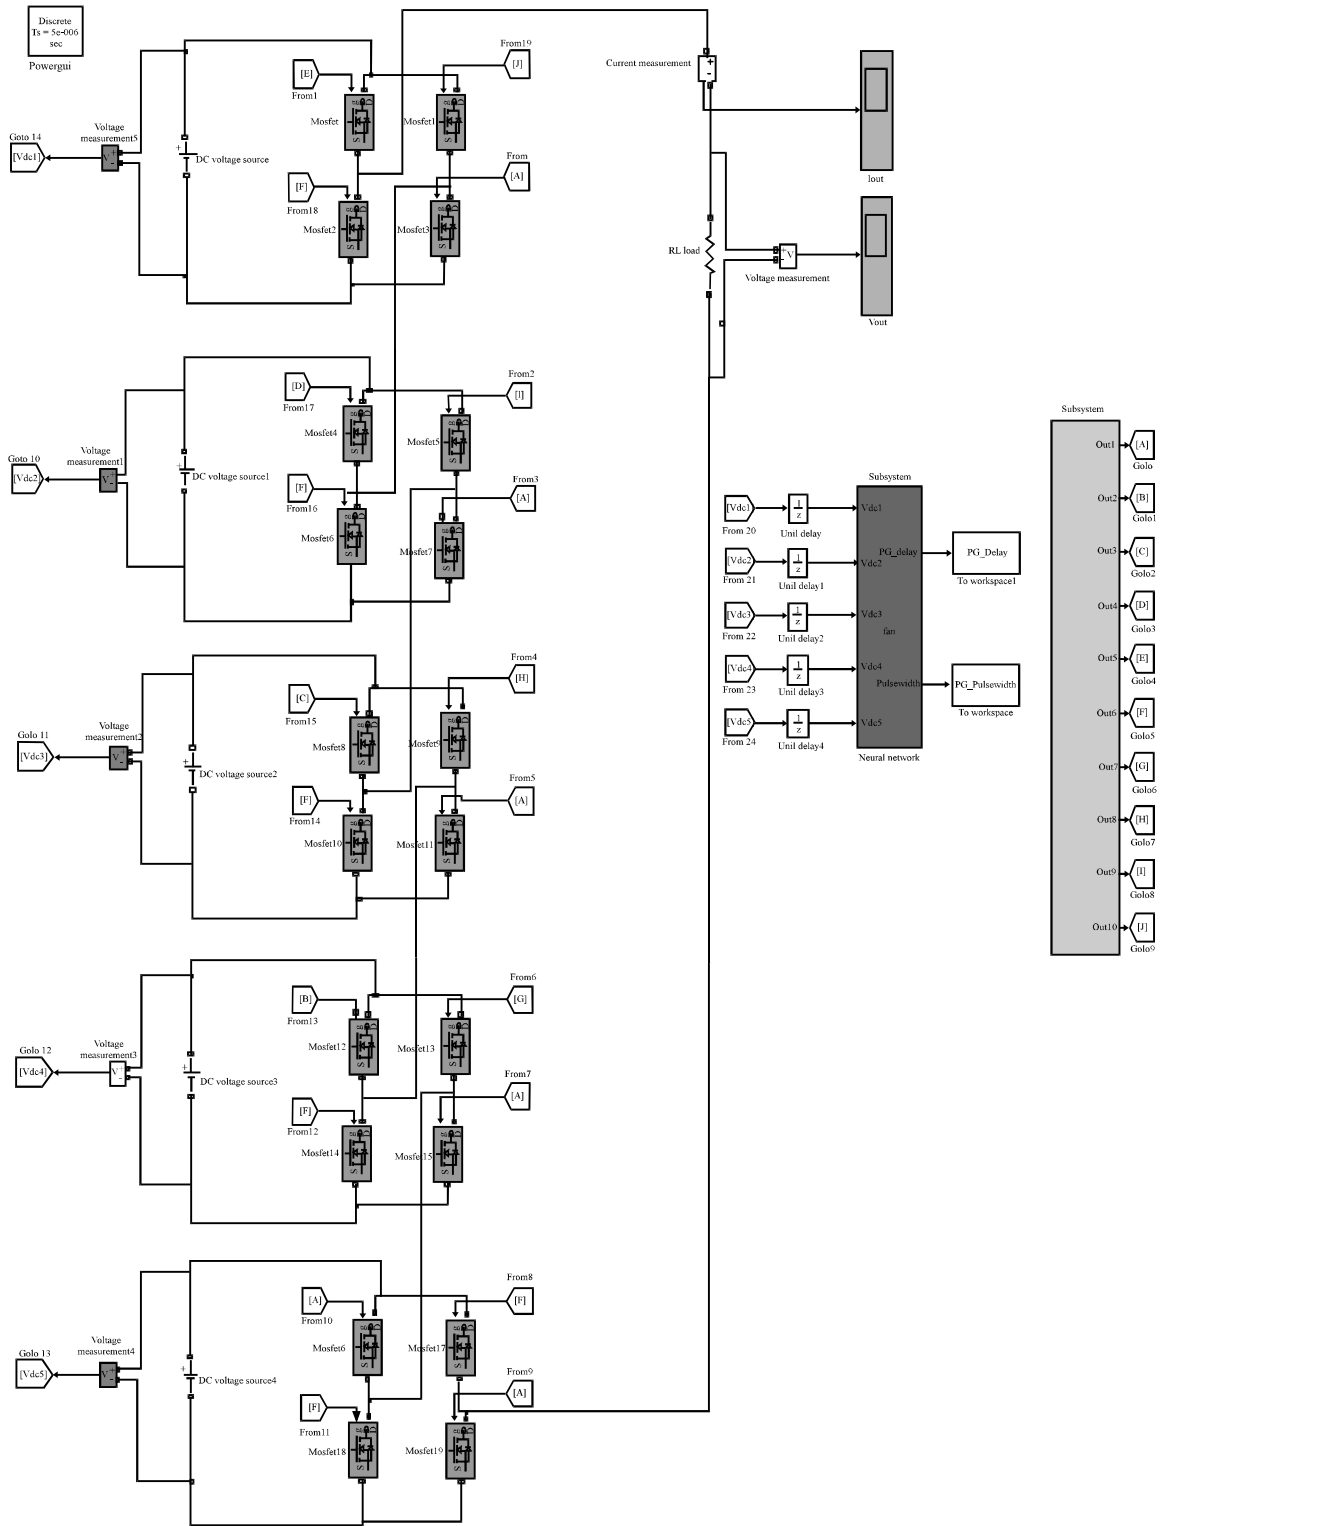 Discrete
Ts = 5e-006
sec
Powergui
From19
[J]
[E]
From1
Mosfet
Mosfet1
Goto 14
[Vdc1]
Voltage
measurement5
V
DC voltage source
From
[A]
[F]
From18
Mosfet2
Mosfet3
Current measurement
Iout
RL load
V
Voltage measurement
Vout
From2
[I]
[D]
From17
Mosfet4
Mosfet5
Goto 10
[Vdc2]
Voltage
measurement1
V
DC voltage source1
From3
[A]
[F]
From16
Mosfet6
Mosfet7
From4
[H]
[C]
From15
Mosfet8
Mosfet9
Golo 11
[Vdc3]
Voltage
measurement2
V
DC voltage source2
From5
[A]
[F]
From14
Mosfet10
Mosfet11
From6
[G]
[B]
From13
Mosfet12
Mosfet13
Golo 12
[Vdc4]
Voltage
measurement3
V
DC voltage source3
From7
[A]
[F]
From12
Mosfet14
Mosfet15
From8
[F]
[A]
From10
Mosfet6
Mosfet17
Golo 13
[Vdc5]
Voltage
measurement4
V
DC voltage source4
From9
[A]
[F]
From11
Mosfet18
Mosfet19
Subsystem
[Vdc1]
From 20
1
z
Unil delay
Vdc1
[Vdc2]
From 21
1
z
Unil delay1
Vdc2
[Vdc3]
From 22
1
z
Unil delay2
Vdc3
[Vdc4]
From 23
1
z
Unil delay3
Vdc4
[Vdc5]
From 24
1
z
Unil delay4
Vdc5
PG_delay
fan
Pulsewidth
Neural network
PG_Delay
To workspace1
PG_Pulsewidth
To workspace
Subsystem
Out1
[A]
Golo
Out2
[B]
Golo1
Out3
[C]
Golo2
Out4
[D]
Golo3
Out5
[E]
Golo4
Out6
[F]
Golo5
Out7
[G]
Golo6
Out8
[H]
Golo7
Out9
[I]
Golo8
Out10
[J]
Golo9